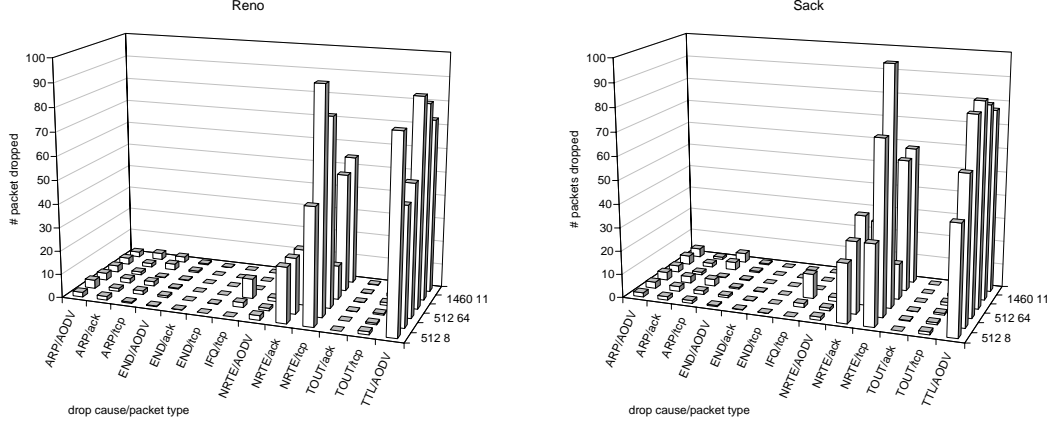 Reno
100
90
80
70
60
50
40
30
20
10
0
# packet dropped
ARP/AODV
ARP/ack
ARP/tcp
END/AODV
END/ack
END/tcp
IFQ/tcp
NRTE/AODV
NRTE/ack
NRTE/tcp
TOUT/ack
TOUT/tcp
TTL/AODV
1460 11
512 64
512 8
drop cause/packet type
Sack
100
90
80
70
60
50
40
30
20
10
0
# packets dropped
ARP/AODV
ARP/ack
ARP/tcp
END/AODV
END/ack
END/tcp
IFQ/tcp
NRTE/AODV
NRTE/ack
NRTE/tcp
TOUT/ack
TOUT/tcp
TTL/AODV
1460 11
512 64
512 8
drop cause/packet type